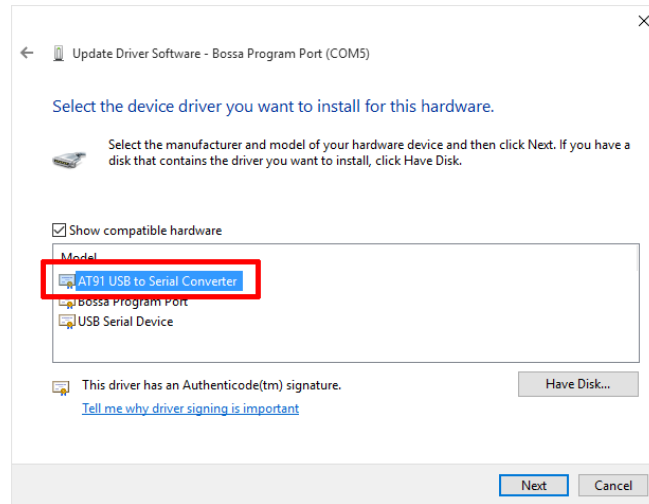 Update Driver Software - Bossa Program Port (COM5)
Select the device driver you want to install for this hardware.
Select the manufacturer and model of your hardware device and then click Next. If you have a
disk that contains the driver you want to install, click Have Disk.
Show compatible hardware
Model
AT91 USB to Serial Converter
Bossa Program Port
USB Serial Device
This driver has an Authenticode(tm) signature.
Have Disk...
Tell me why driver signing is important
Next
Cancel